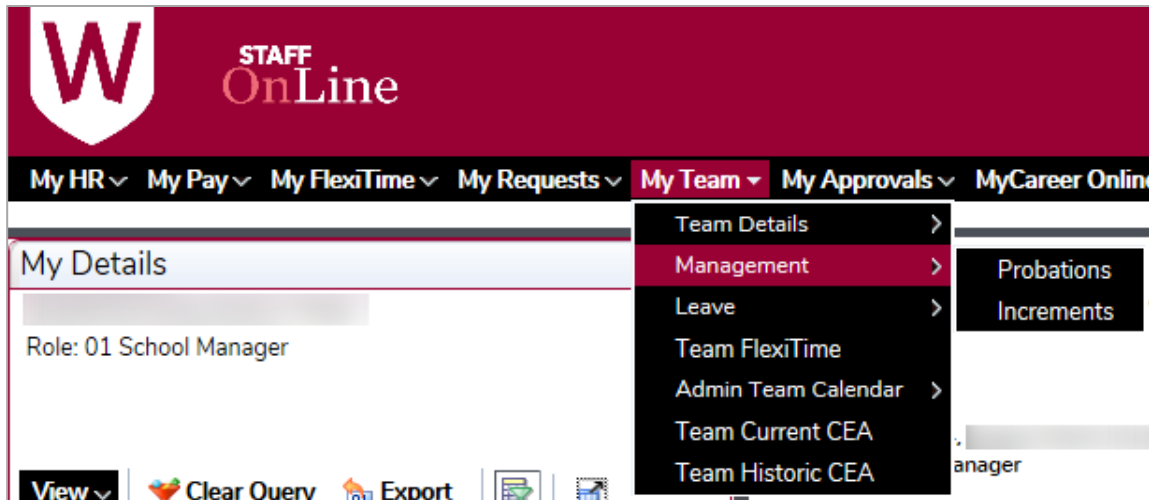 W
STAFF
OnLine
My HR My Pay My FlexiTime My Requests My Team My Approvals MyCareer Online
Team Details
Management
Leave
Team FlexiTime
Admin Team Calendar
Team Current CEA
Team Historic CEA
Probations
Increments
My Details
Role: 01 School Manager
anager
View Clear Query Export